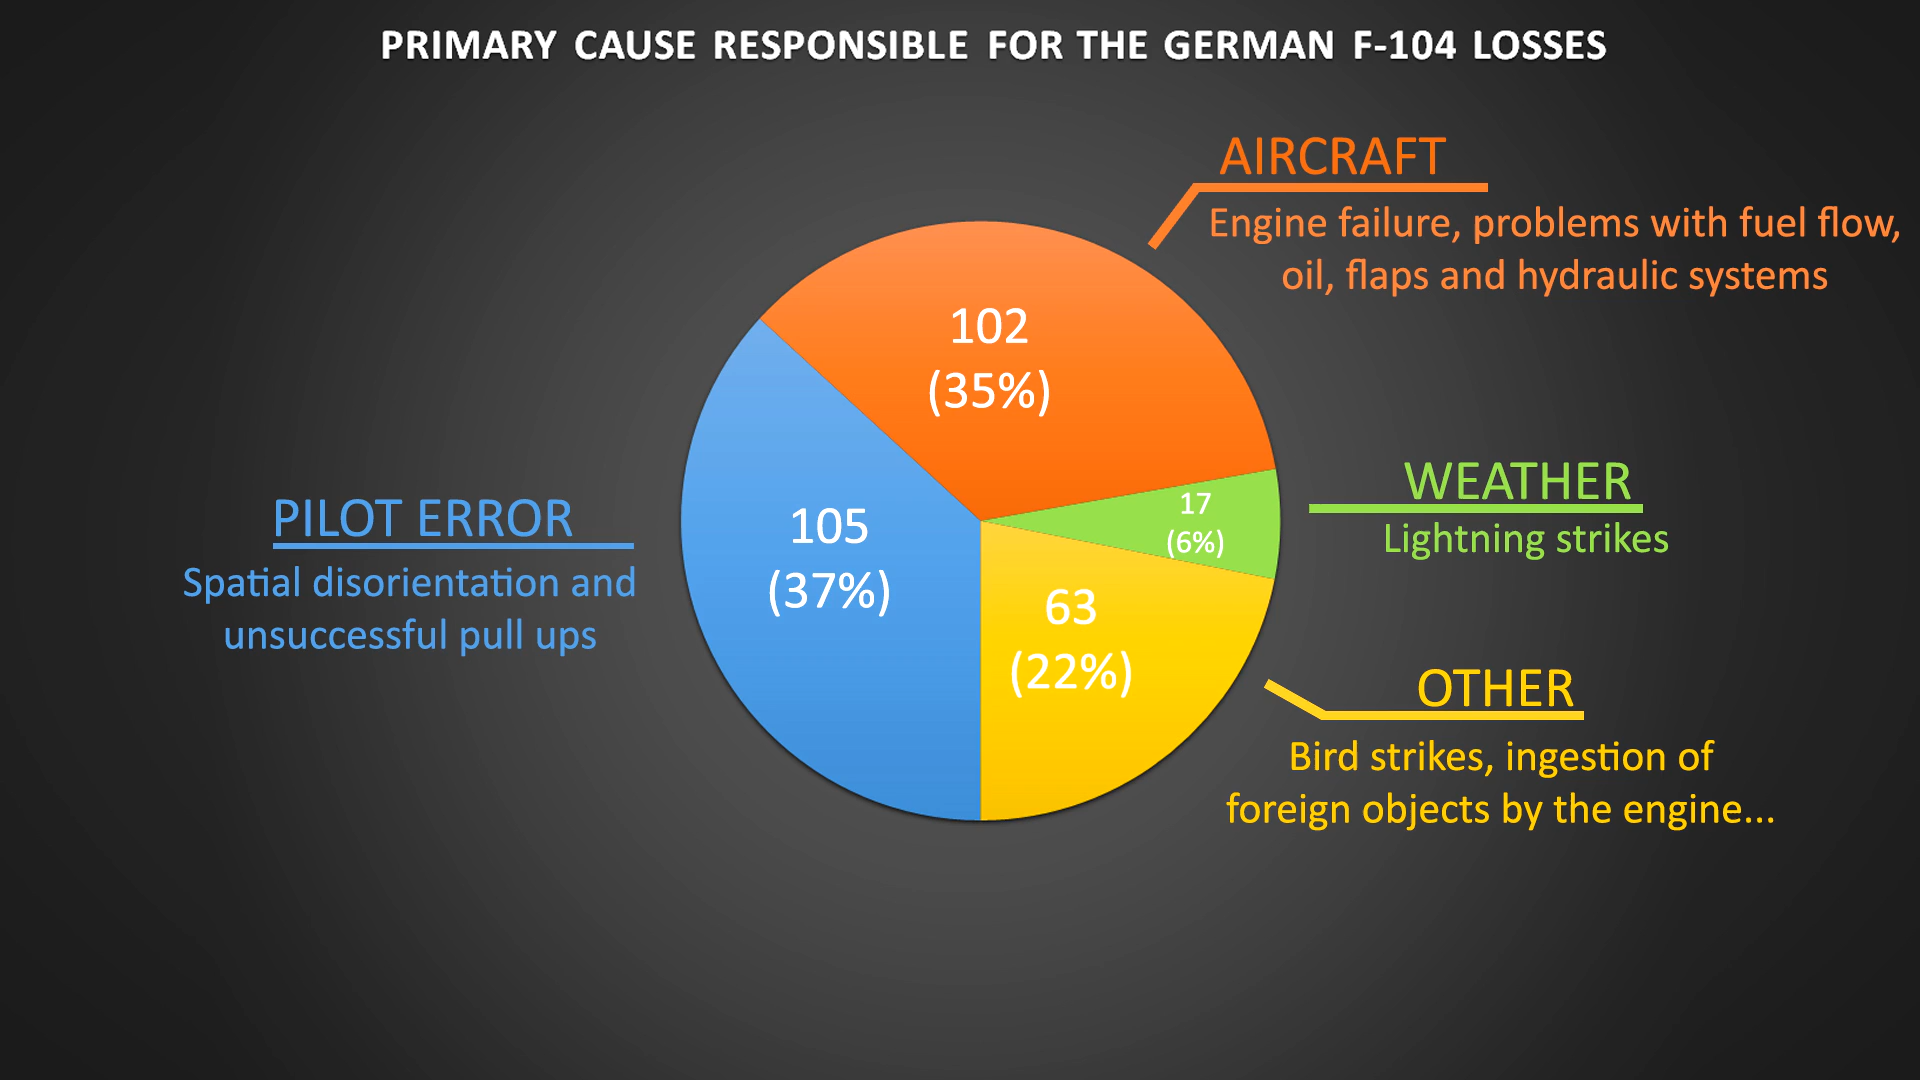 PRIMARY CAUSE RESPONSIBLE FOR THE GERMAN F-104 LOSSES
AIRCRAFT
Engine failure, problems with fuel flow,
oil, flaps and hydraulic systems
102
(35%)
WEATHER
Lightning strikes
17
(6%)
PILOT ERROR
Spatial disorientation and
unsuccessful pull ups
105
(37%)
63
(22%)
OTHER
Bird strikes, ingestion of
foreign objects by the engine...